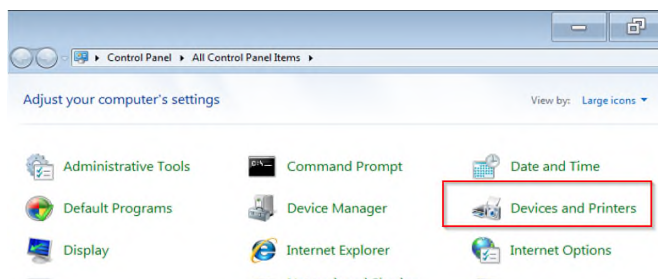 Control Panel All Control Panel Items
Adjust your computer's settings View by: Large icons
Administrative Tools Command Prompt Date and Time
Default Programs Device Manager Devices and Printers
Display Internet Explorer Internet Options